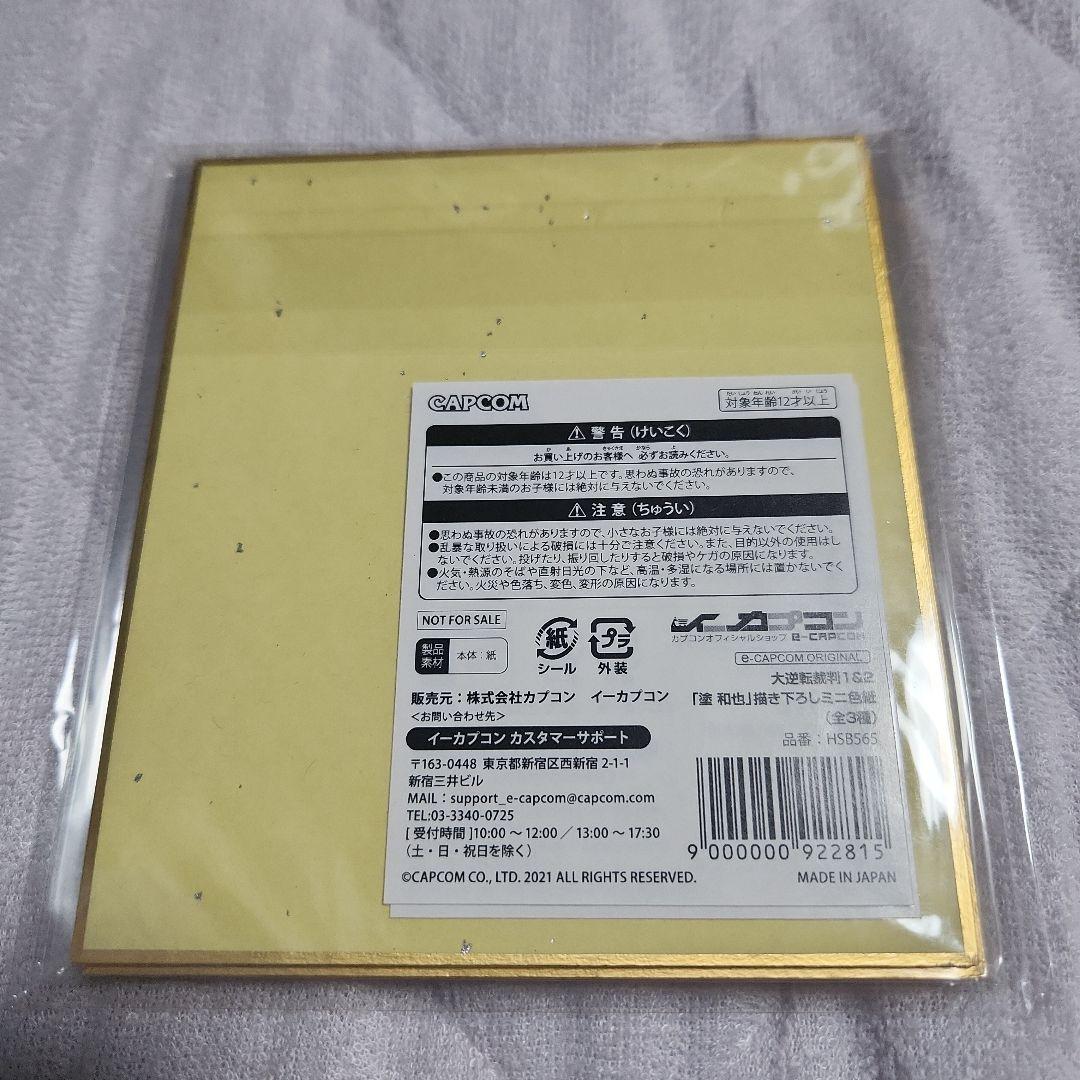 CAPCOM
対象年齢12才以上
たい しょう ねん れい さい い じょう
⚠ 警告(けいこく)
お買い上げのお客様へ 必ずお読みください。
●この商品の対象年齢は12才以上です。思わぬ事故の恐れがありますので、
対象年齢未満のお子様には絶対に与えないでください。
⚠ 注意(ちゅうい)
●思わぬ事故の恐れがありますので、小さなお子様には絶対に与えないでください。
●乱暴な取り扱いによる破損には十分ご注意ください。また、目的以外の使用はし
ないでください。投げたり、振り回したりすると破損やケガの原因になります。
●火気・熱源のそばや直射日光の下など、高温・多湿になる場所には置かないでく
ださい。火災や色落ち、変色、変形の原因になります。
NOT FOR SALE
製品
素材
本体:紙
紙
シール
プラ
外装
イーカプコン
カプコンオフィシャルショップ e-CAPCOM
e-CAPCOM ORIGINAL
大逆転裁判1&2
「塗 和也」描き下ろしミニ色紙
(全3種)
品番:HSB565
販売元:株式会社カプコン イーカプコン
<お問い合わせ先>
イーカプコン カスタマーサポート
〒163-0448 東京都新宿区西新宿 2-1-1
新宿三井ビル
MAIL:support_e-capcom@capcom.com
TEL:03-3340-0725
[ 受付時間 ]10:00 ~ 12:00 / 13:00 ~ 17:30
(土・日・祝日を除く)
9 000000 922815
©CAPCOM CO., LTD. 2021 ALL RIGHTS RESERVED.
MADE IN JAPAN